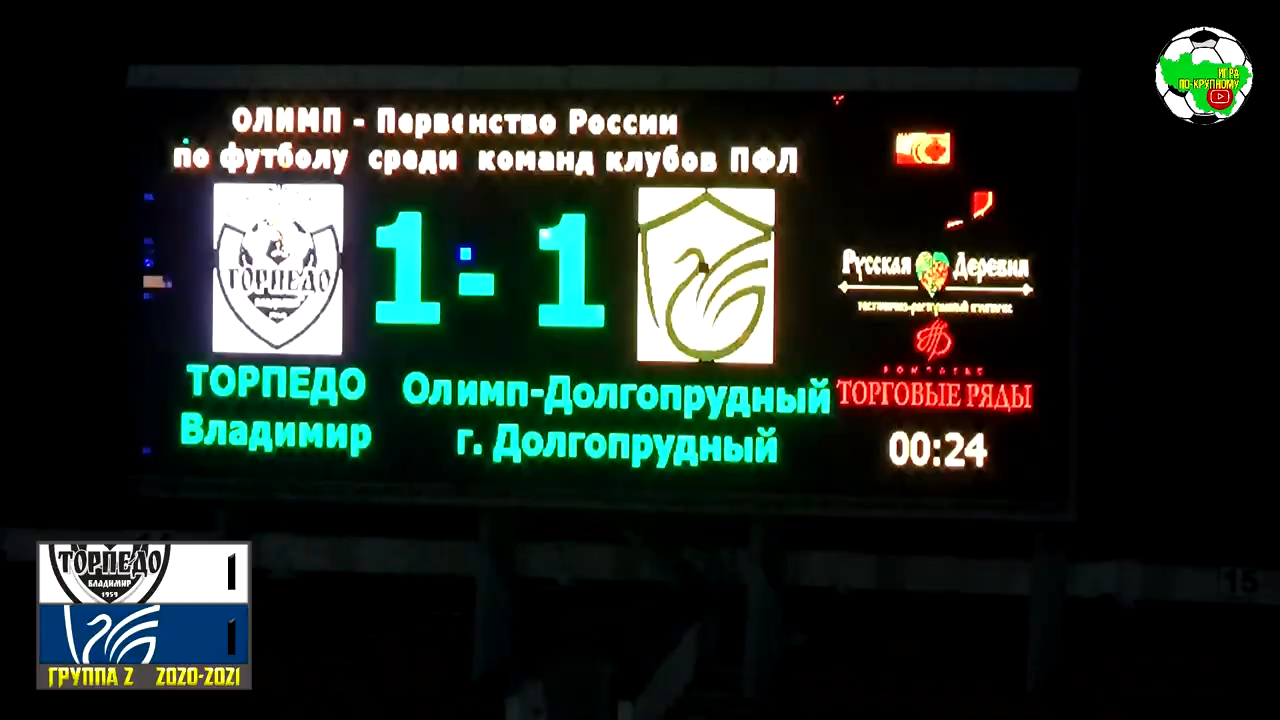 ИГРА
ПО-КРУПНОМУ
ОЛИМП - Первенство России
по футболу среди команд клубов ПФЛ
ТОРПЕДО
1 - 1
Русская Деревня
ТОРГОВЫЕ РЯДЫ
ТОРПЕДО Олимп-Долгопрудный
Владимир г. Долгопрудный
00:24
15
ТОРПЕДО
ВЛАДИМИР
1959
1
1
ГРУППА 2 2020-2021